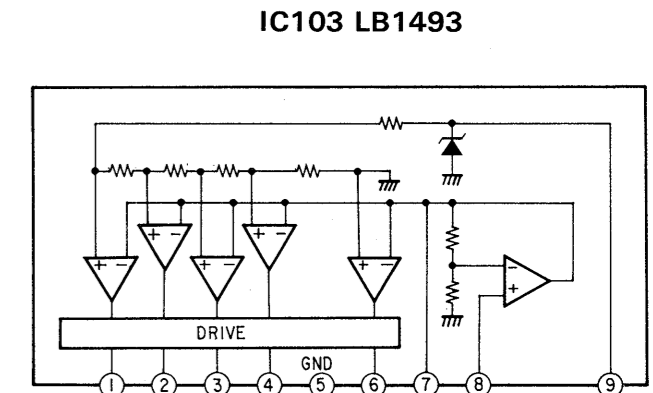 IC103 LB1493
+ − + − + − + − + −
−
+
DRIVE
GND
1 2 3 4 5 6 7 8 9